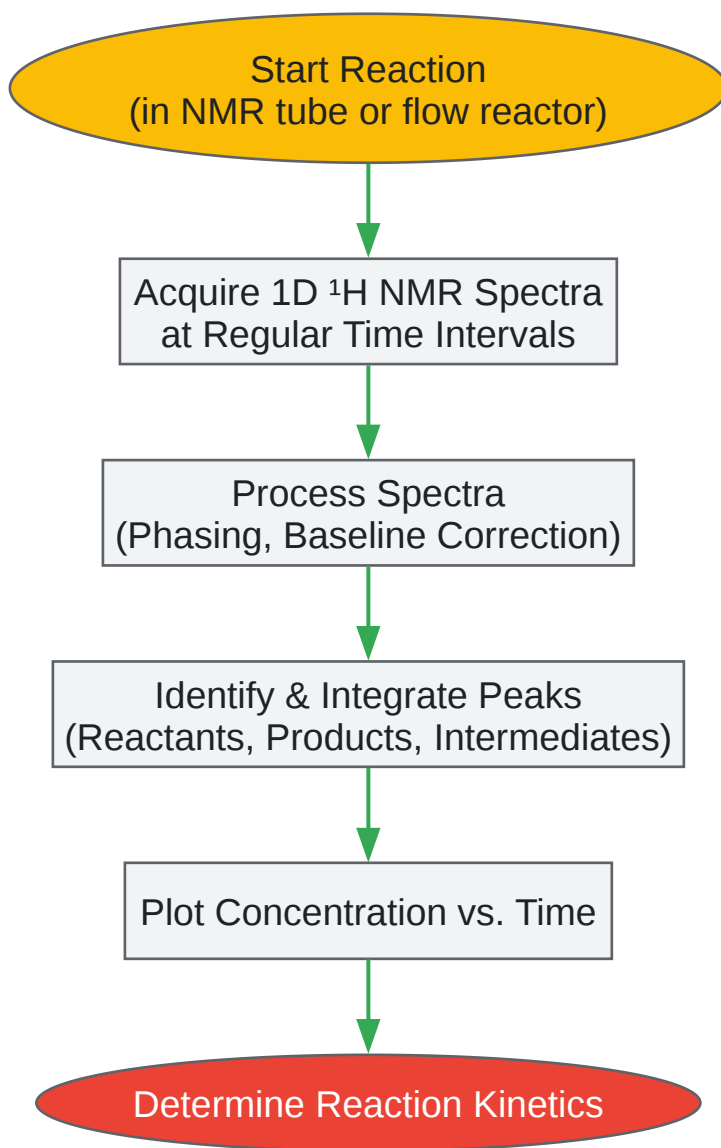 Start Reaction
(in NMR tube or flow reactor)
Acquire 1D ¹H NMR Spectra
at Regular Time Intervals
Process Spectra
(Phasing, Baseline Correction)
Identify & Integrate Peaks
(Reactants, Products, Intermediates)
Plot Concentration vs. Time
Determine Reaction Kinetics